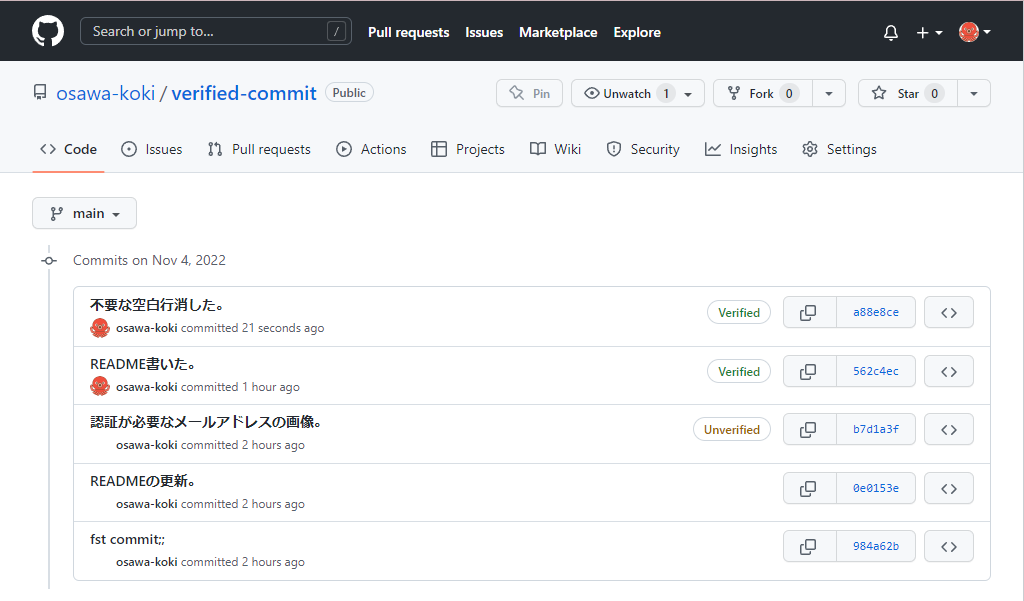 Search or jump to... /
Pull requests Issues Marketplace Explore
osawa-koki / verified-commit Public
Pin Unwatch 1 Fork 0 Star 0
Code Issues Pull requests Actions Projects Wiki Security Insights Settings
main
Commits on Nov 4, 2022
不要な空白行消した。
osawa-koki committed 21 seconds ago
Verified a88e8ce
README書いた。
osawa-koki committed 1 hour ago
Verified 562c4ec
認証が必要なメールアドレスの画像。
osawa-koki committed 2 hours ago
Unverified b7d1a3f
READMEの更新。
osawa-koki committed 2 hours ago
0e0153e
fst commit;;
osawa-koki committed 2 hours ago
984a62b